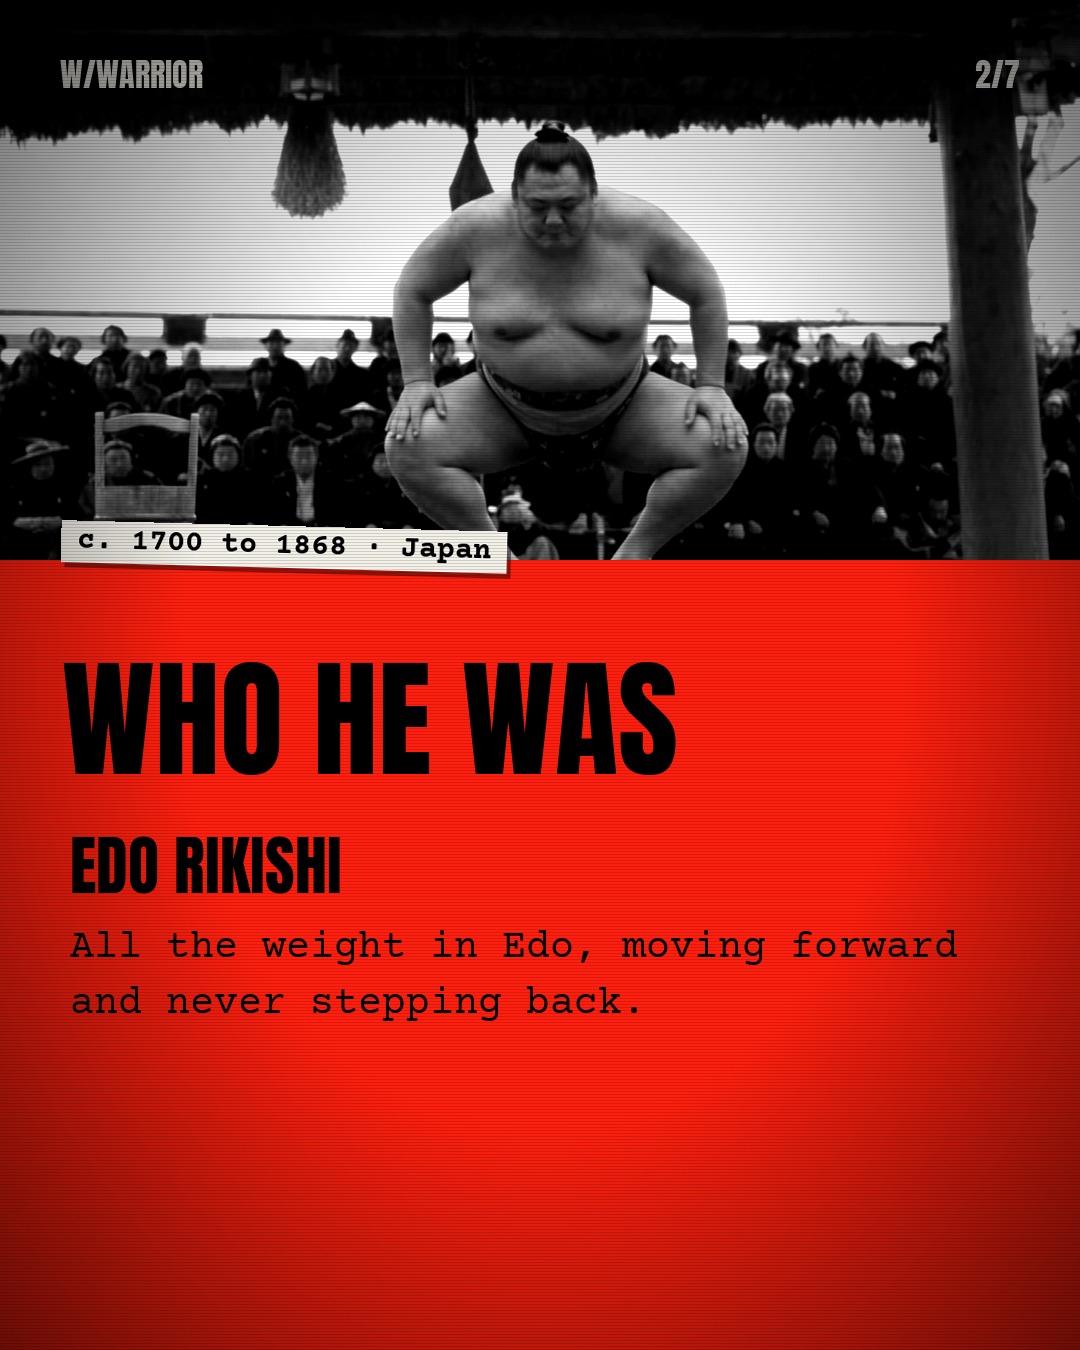 W/WARRIOR
2/7
c. 1700 to 1868 · Japan
WHO HE WAS
EDO RIKISHI
All the weight in Edo, moving forward
and never stepping back.